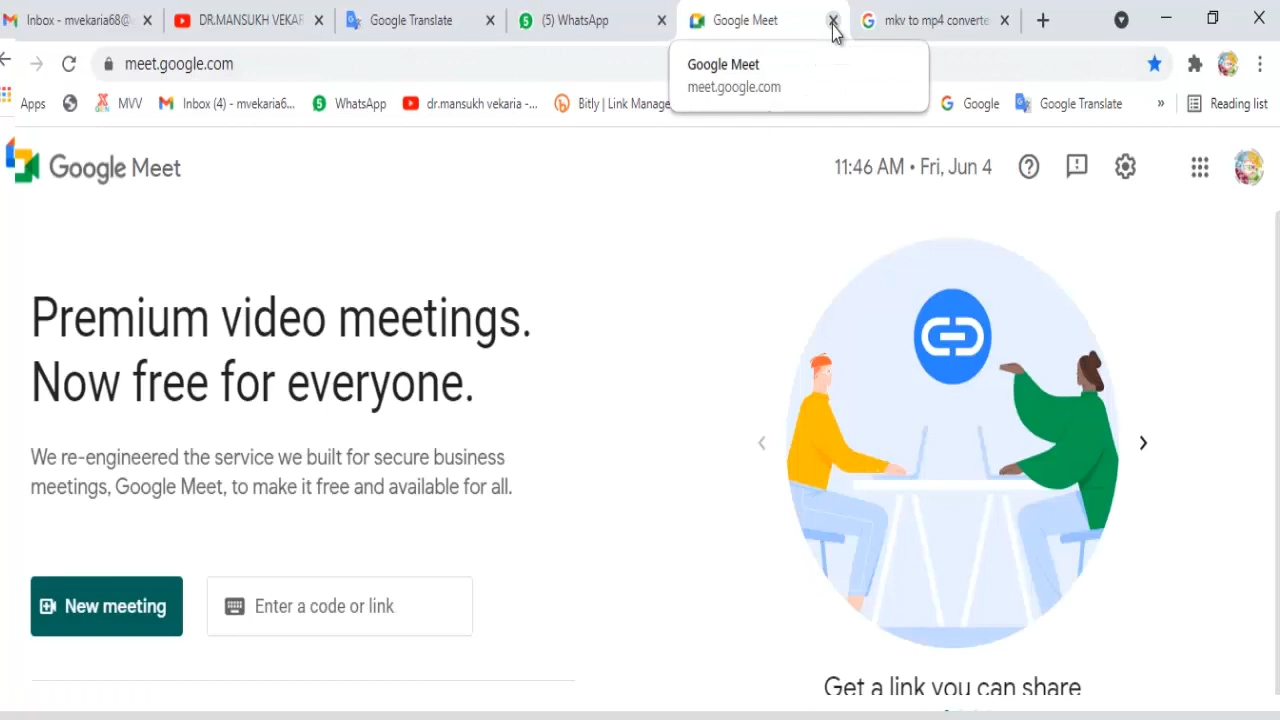 Inbox - mvekaria68@
DR.MANSUKH VEKAR
Google Translate
(5) WhatsApp
Google Meet
mkv to mp4 converte
meet.google.com
Google Meet
meet.google.com
Apps
MVV
Inbox (4) - mvekaria6...
WhatsApp
dr.mansukh vekaria -...
Bitly | Link Manage
Google
Google Translate
»
Reading list
Google Meet
11:46 AM • Fri, Jun 4
Premium video meetings.
Now free for everyone.
We re-engineered the service we built for secure business
meetings, Google Meet, to make it free and available for all.
New meeting
Enter a code or link
Get a link you can share